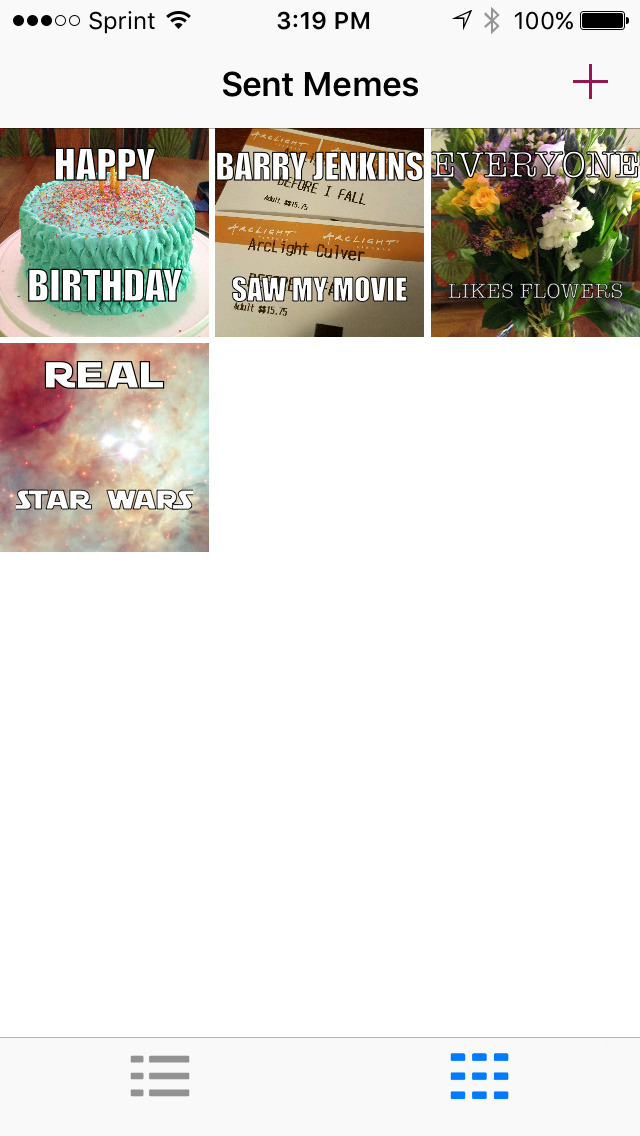 Sprint 3:19 PM 100%
Sent Memes
HAPPY
BIRTHDAY
ARCLIGHT
BARRY JENKINS
BEFORE I FALL
Adult $$15.75
ARCLIGHT ARCLIGHT
ArcLight Culver
SAW MY MOVIE
Adult $$15.75
EVERYONE
LIKES FLOWERS
REAL
STAR WARS